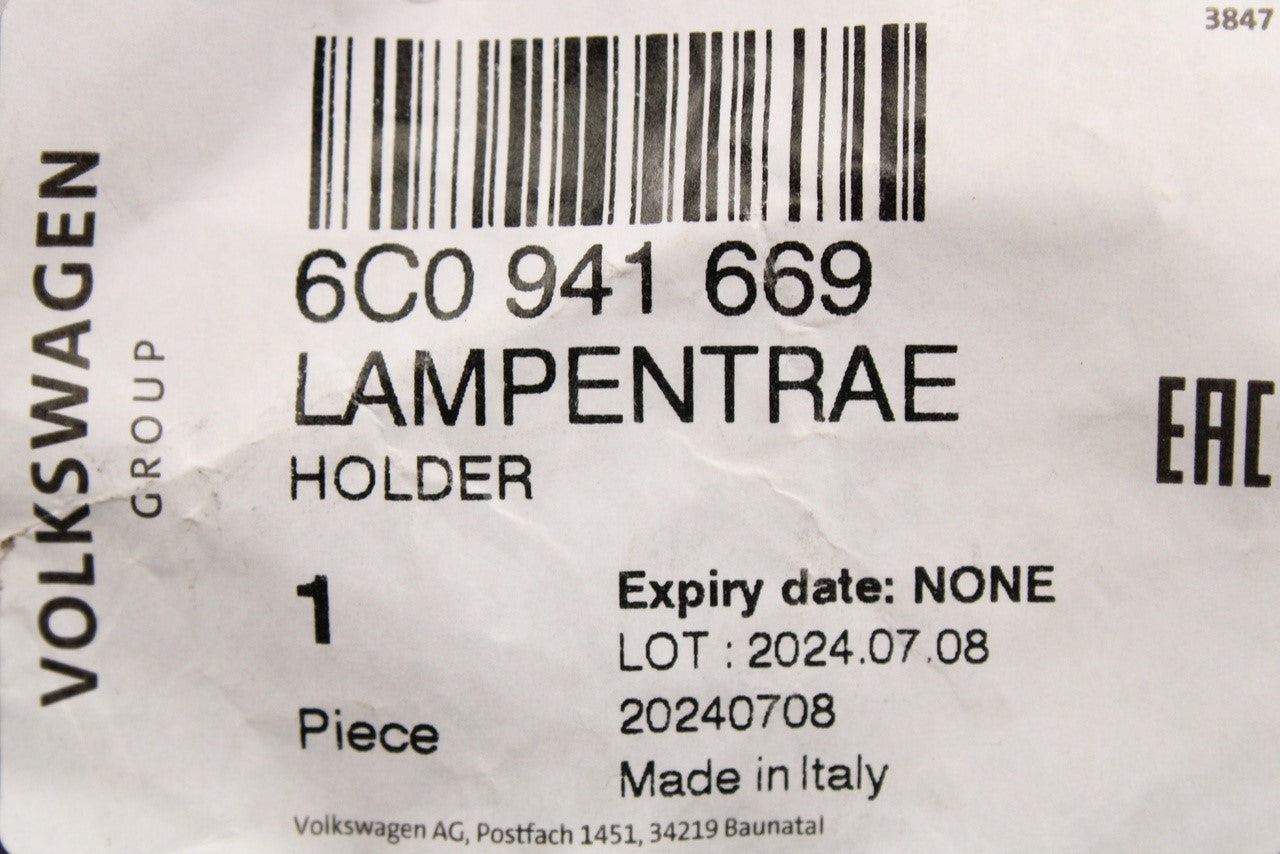 3847
VOLKSWAGEN
GROUP
6C0 941 669
LAMPENTRAE
HOLDER
EAC
1
Piece
Expiry date: NONE
LOT : 2024.07.08
20240708
Made in Italy
Volkswagen AG, Postfach 1451, 34219 Baunatal